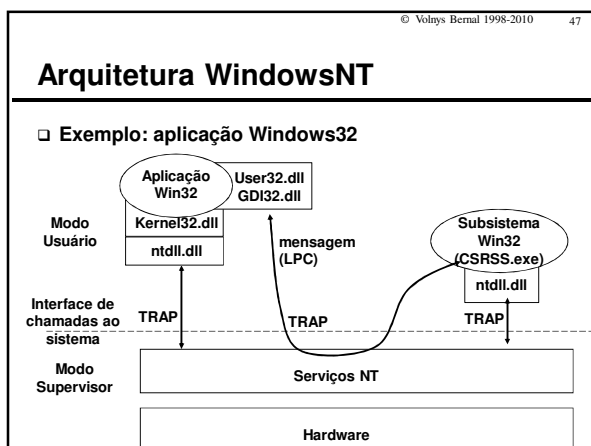 © Volnys Bernal 1998-2010 47
Arquitetura WindowsNT
❑ Exemplo: aplicação Windows32
Aplicação
Win32
User32.dll
GDI32.dll
Kernel32.dll
ntdll.dll
Modo
Usuário
mensagem
(LPC)
Subsistema
Win32
(CSRSS.exe)
ntdll.dll
Interface de
chamadas ao
sistema
TRAP
TRAP
TRAP
Modo
Supervisor
Serviços NT
Hardware